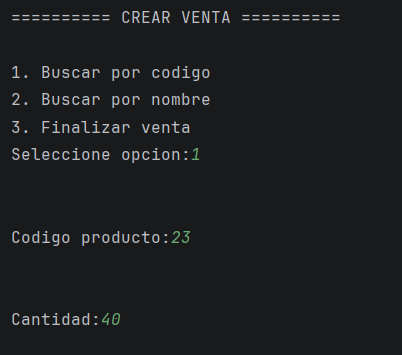 ========== CREAR VENTA ==========
1. Buscar por codigo
2. Buscar por nombre
3. Finalizar venta
Seleccione opcion:1
Codigo producto:23
Cantidad:40